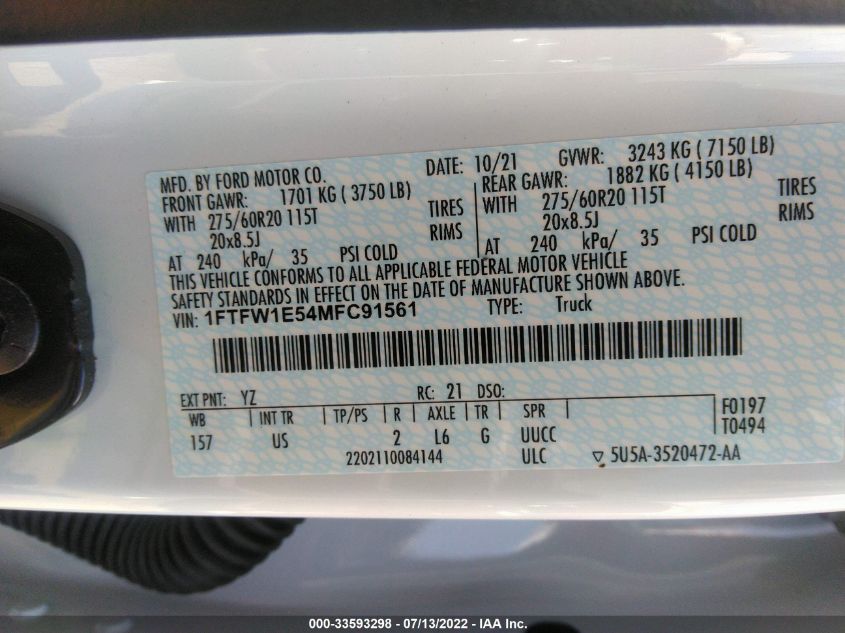 MFD. BY FORD MOTOR CO. DATE: 10/21 GVWR: 3243 KG ( 7150 LB)
FRONT GAWR: 1701 KG ( 3750 LB) REAR GAWR: 1882 KG ( 4150 LB)
WITH 275/60R20 115T TIRES WITH 275/60R20 115T TIRES
20x8.5J RIMS 20x8.5J RIMS
AT 240 kPa/ 35 PSI COLD AT 240 kPa/ 35 PSI COLD
THIS VEHICLE CONFORMS TO ALL APPLICABLE FEDERAL MOTOR VEHICLE
SAFETY STANDARDS IN EFFECT ON THE DATE OF MANUFACTURE SHOWN ABOVE.
VIN: 1FTFW1E54MFC91561 TYPE: Truck
EXT PNT: YZ RC: 21 DSO:
WB INT TR TP/PS R AXLE TR SPR F0197
157 US 2 L6 G UUCC T0494
2202110084144 ULC ▽ 5U5A-3520472-AA
000-33593298 - 07/13/2022 - IAA Inc.